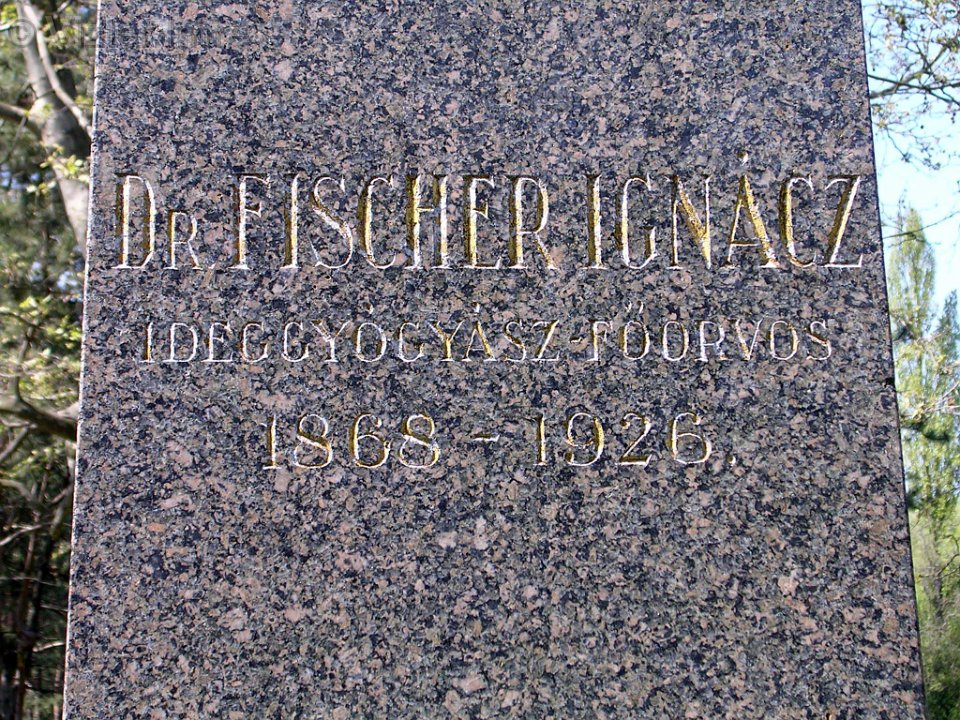 Dr FISCHER IGNÁCZ
IDEGGYÓGYÁSZ-FŐORVOS
1868 - 1926.